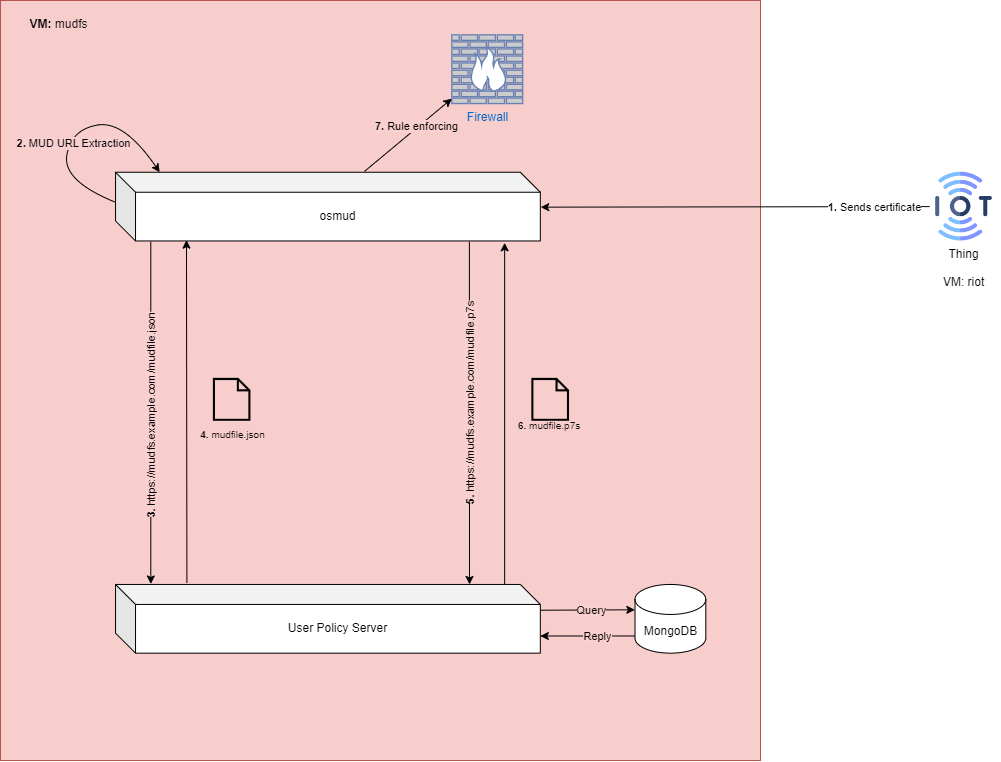 VM: mudfs
Firewall
7. Rule enforcing
2. MUD URL Extraction
osmud
1. Sends certificate
IOT
Thing
VM: riot
3. https://mudfs.example.com/mudfile.json
4. mudfile.json
5. https://mudfs.example.com/mudfile.p7s
6. mudfile.p7s
User Policy Server
Query
Reply
MongoDB